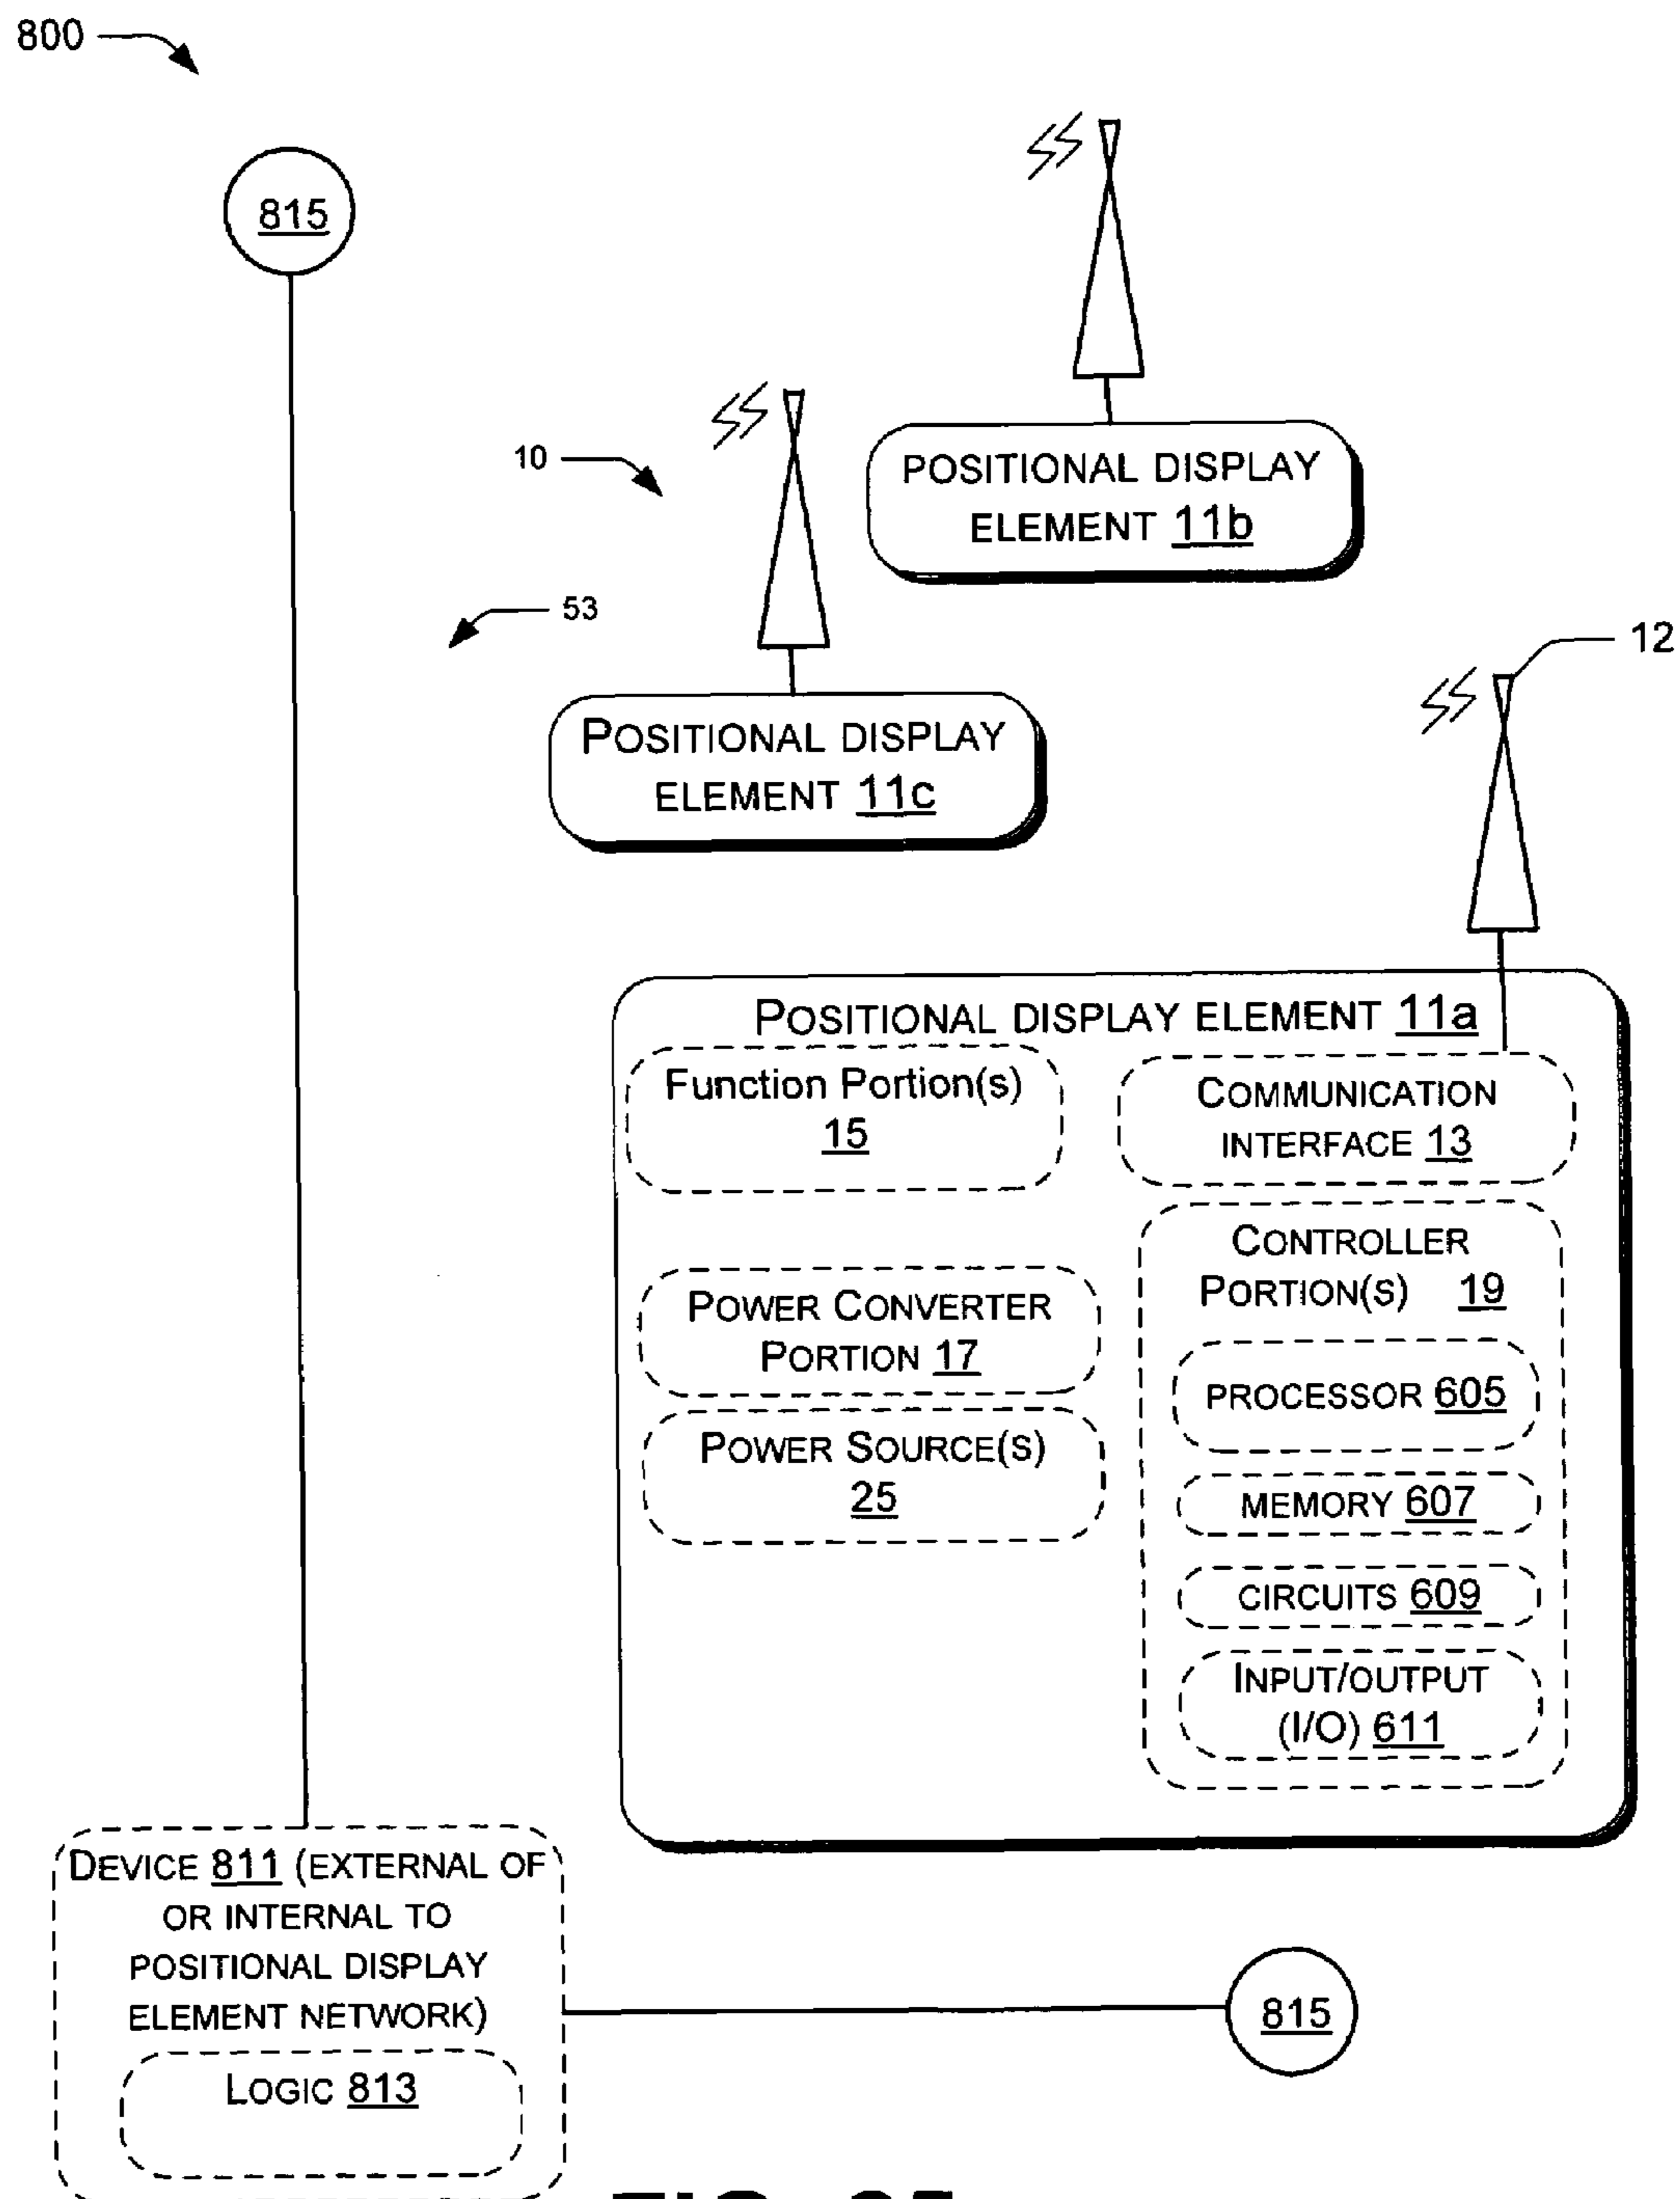 800
815
10
POSITIONAL DISPLAY
ELEMENT 11b
53
12
POSITIONAL DISPLAY
ELEMENT 11c
POSITIONAL DISPLAY ELEMENT 11a
Function Portion(s)
15
COMMUNICATION
INTERFACE 13
CONTROLLER
PORTION(S) 19
POWER CONVERTER
PORTION 17
PROCESSOR 605
POWER SOURCE(S)
25
MEMORY 607
CIRCUITS 609
INPUT/OUTPUT
(I/O) 611
DEVICE 811 (EXTERNAL OF
OR INTERNAL TO
POSITIONAL DISPLAY
ELEMENT NETWORK)
LOGIC 813
815
FIG.